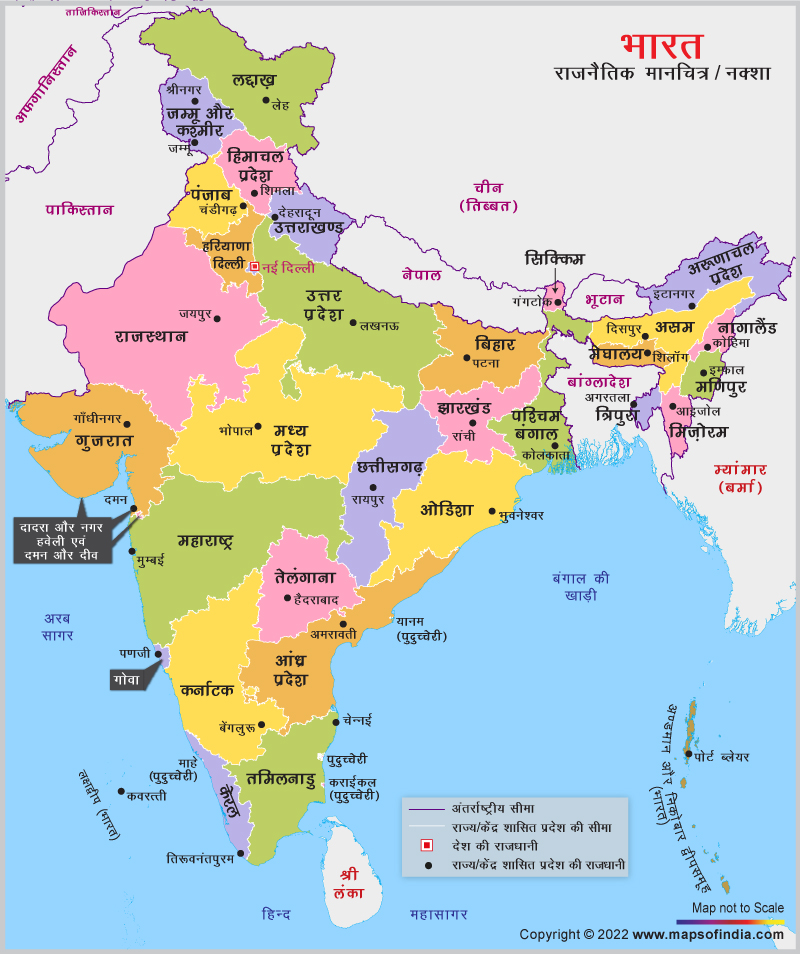 ताजिकिस्तान
अफ़गानिस्तान
भारत
राजनैतिक मानचित्र / नक्शा
लद्दाख़
लेह
श्रीनगर
जम्मू और
कश्मीर
जम्मू
हिमाचल
प्रदेश
शिमला
पंजाब
चंडीगढ़
पाकिस्तान
चीन
(तिब्बत)
देहरादून
उत्तराखण्ड
हरियाणा
दिल्ली
नई दिल्ली
नेपाल
सिक्किम
गंगटोक
भूटान
अरूणाचल
प्रदेश
इटानगर
उत्तर
प्रदेश
लखनऊ
जयपुर
राजस्थान
बिहार
पटना
दिसपुर
असम
नागालैंड
कोहिमा
मेघालय
शिलॉंग
इम्फाल
मणिपुर
बांग्लादेश
अगरतला
त्रिपुरा
आइजोल
मिज़ोरम
गाँधीनगर
गुजरात
भोपाल
मध्य
प्रदेश
झारखंड
रांची
पश्चिम
बंगाल
कोलकाता
छत्तीसगढ़
रायपुर
म्यांमार
(बर्मा)
दमन
दादरा और नगर
हवेली एवं
दमन और दीव
महाराष्ट्र
मुम्बई
ओडिशा
भुवनेश्वर
तेलंगाना
हैदराबाद
बंगाल की
खाड़ी
अरब
सागर
अमरावती
यानम
(पुदुच्चेरी)
पणजी
गोवा
कर्नाटक
आंध्र
प्रदेश
बेंगलुरू
चेन्नई
माहे
(पुदुच्चेरी)
पुदुच्चेरी
तमिलनाडु
कराईकल
(पुदुच्चेरी)
केरल
लक्षद्वीप (भारत)
कवरत्ती
तिरूवनंतपुरम
अण्डमान और निकोबार द्वीपसमूह
(भारत)
पोर्ट ब्लेयर
अंतर्राष्ट्रीय सीमा
राज्य/केंद्र शासित प्रदेश की सीमा
देश की राजधानी
राज्य/केंद्र शासित प्रदेश की राजधानी
श्री
लंका
हिन्द
महासागर
Map not to Scale
Copyright © 2022 www.mapsofindia.com